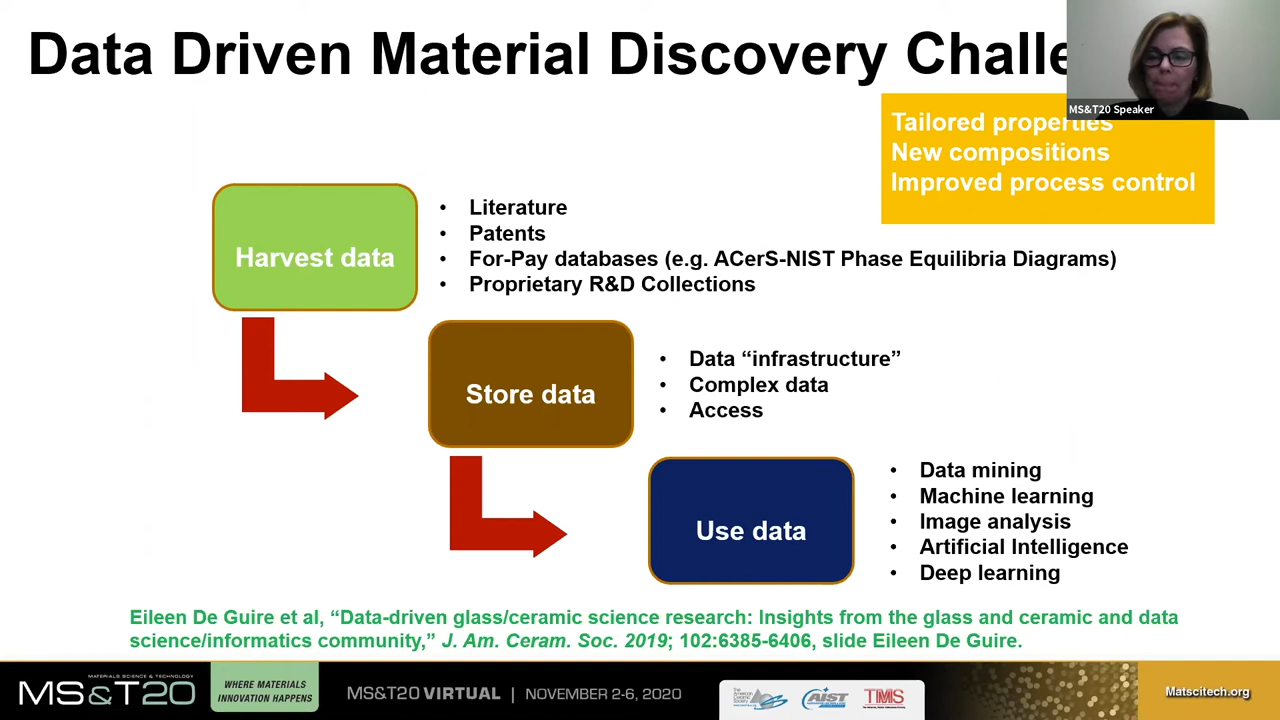 Data Driven Material Discovery Challe
MS&T20 Speaker
Tailored properties
New compositions
Improved process control
Harvest data
• Literature
• Patents
• For-Pay databases (e.g. ACerS-NIST Phase Equilibria Diagrams)
• Proprietary R&D Collections
Store data
• Data “infrastructure”
• Complex data
• Access
Use data
• Data mining
• Machine learning
• Image analysis
• Artificial Intelligence
• Deep learning
Eileen De Guire et al, “Data-driven glass/ceramic science research: Insights from the glass and ceramic and data
science/informatics community,” J. Am. Ceram. Soc. 2019; 102:6385-6406, slide Eileen De Guire.
MATERIALS SCIENCE & TECHNOLOGY
MS&T20
WHERE MATERIALS
INNOVATION HAPPENS
MS&T20 VIRTUAL | NOVEMBER 2-6, 2020
AIST
TMS
Matscitech.org